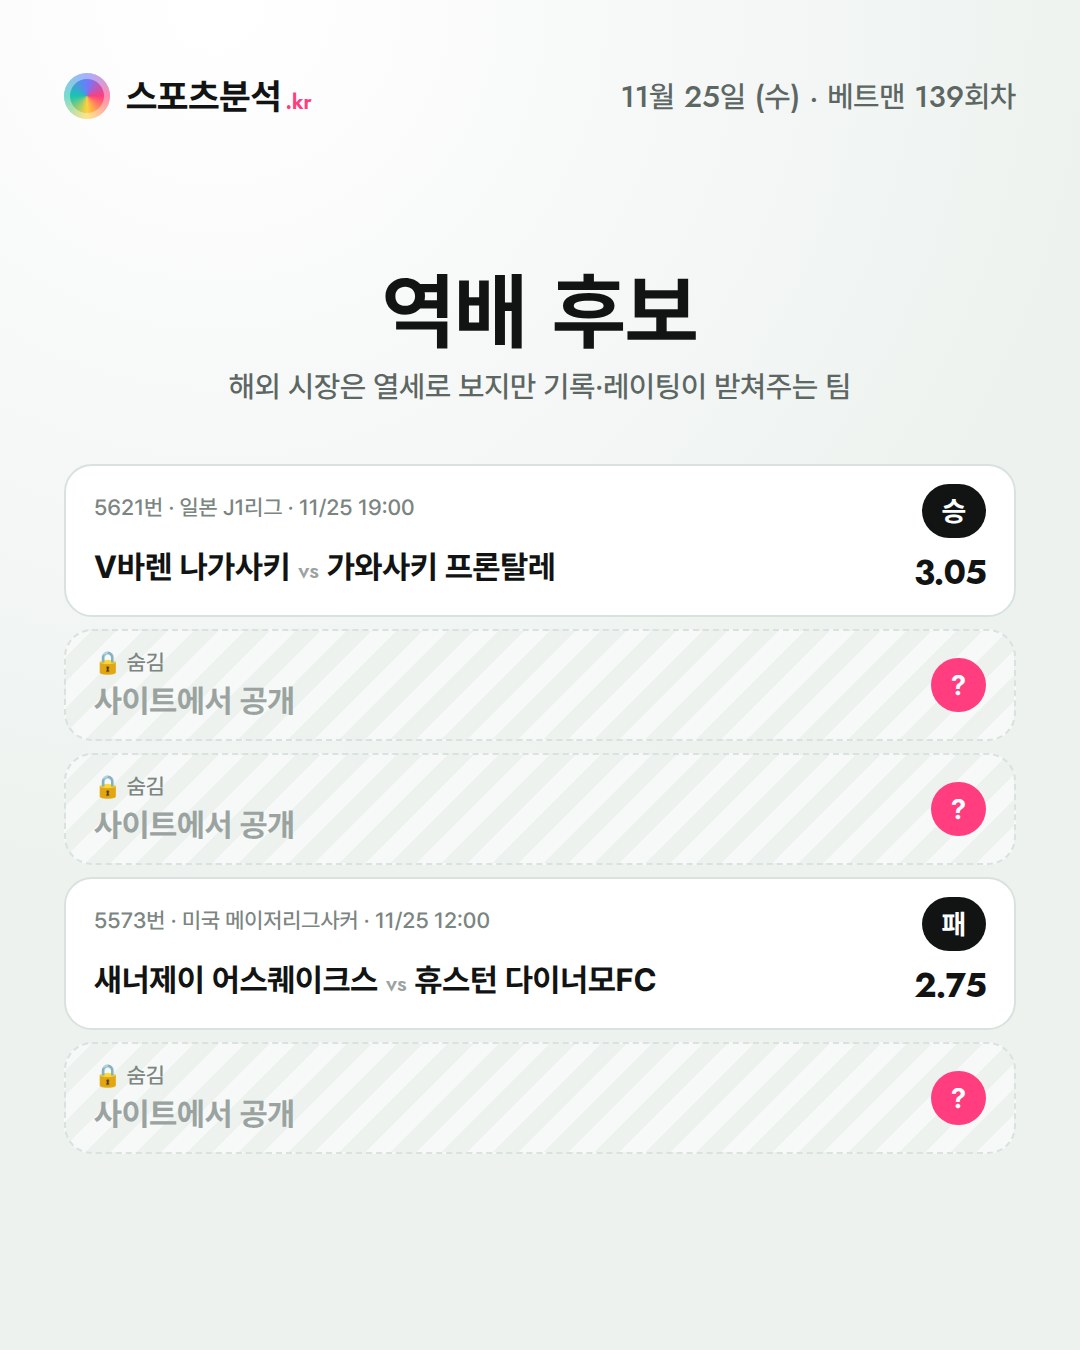 스포츠분석.kr
11월 25일 (수) · 베트맨 139회차
역배 후보
해외 시장은 열세로 보지만 기록·레이팅이 받쳐주는 팀
5621번 · 일본 J1리그 · 11/25 19:00
승
V바렌 나가사키 vs 가와사키 프론탈레
3.05
🔒 숨김
사이트에서 공개
?
🔒 숨김
사이트에서 공개
?
5573번 · 미국 메이저리그사커 · 11/25 12:00
패
새너제이 어스퀘이크스 vs 휴스턴 다이너모FC
2.75
🔒 숨김
사이트에서 공개
?